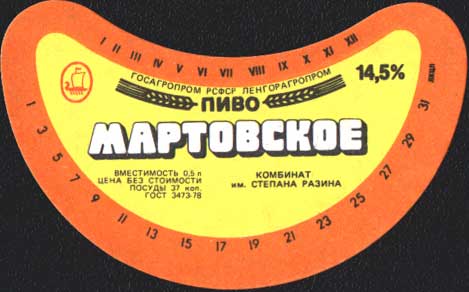 I II III IV V VI VII VIII IX X XI XII
ГОСАГРОПРОМ РСФСР ЛЕНГОРАГРОПРОМ
14,5%
ПИВО
МАРТОВСКОЕ
ВМЕСТИМОСТЬ 0,5 л
ЦЕНА БЕЗ СТОИМОСТИ
ПОСУДЫ 37 коп.
ГОСТ 3473-78
КОМБИНАТ
им. СТЕПАНА РАЗИНА
1 3 5 7 9 11 13 15 17 19 21 23 25 27 29 31